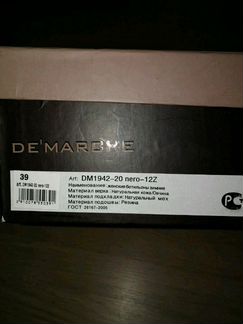 DE'MARCHE
39
Art: DM1942-20 nero-12Z
Наименование: женские ботильоны зимние
Материал верха: Натуральная кожа/Овчина
Материал подкладки: Натуральный мех
Материал подошвы: Резина
ГОСТ 26167-2005